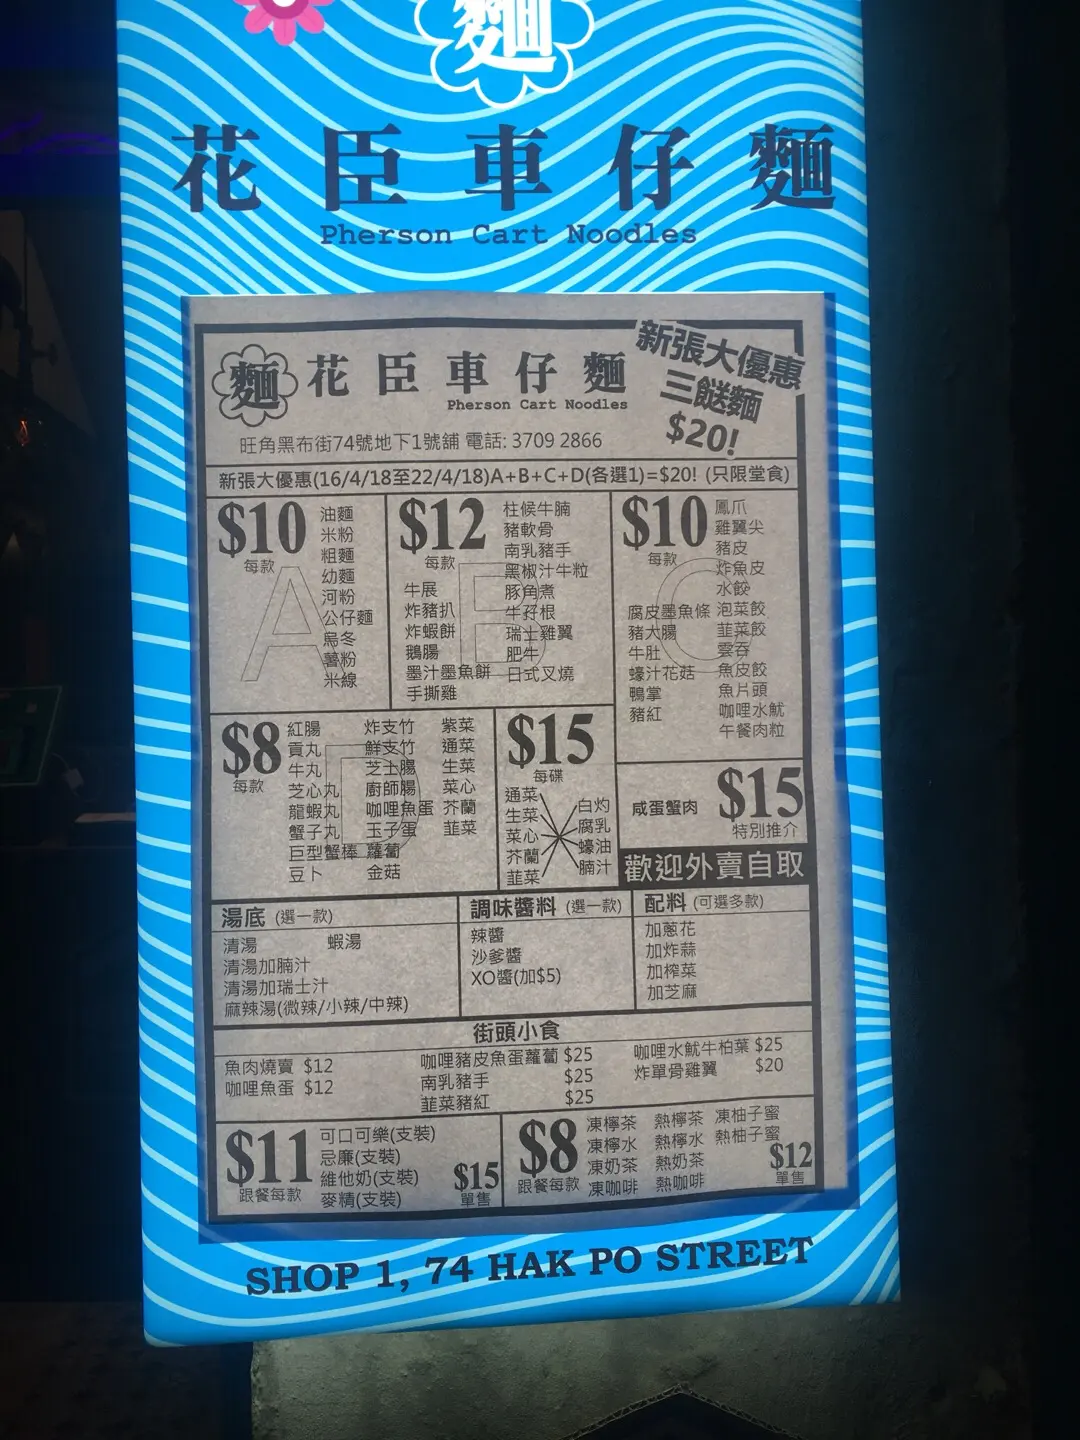 麵
花臣車仔麵
Pherson Cart Noodles
麵 花臣車仔麵
Pherson Cart Noodles
新張大優惠
三餸麵
$20!
旺角黑布街74號地下1號舖 電話: 3709 2866
新張大優惠(16/4/18至22/4/18)A+B+C+D(各選1)=$20! (只限堂食)
A
$10
每款
油麵
米粉
粗麵
幼麵
河粉
公仔麵
烏冬
薯粉
米線
B
$12
每款
牛展
炸豬扒
炸蝦餅
鵝腸
墨汁墨魚餅
手撕雞
柱候牛腩
豬軟骨
南乳豬手
黑椒汁牛粒
豚角煮
牛孖根
瑞士雞翼
肥牛
日式叉燒
C
$10
每款
腐皮墨魚條
豬大腸
牛肚
蠔汁花菇
鴨掌
豬紅
鳳爪
雞翼尖
豬皮
炸魚皮
水餃
泡菜餃
韮菜餃
雲吞
魚皮餃
魚片頭
咖哩水魷
午餐肉粒
D
$8
每款
紅腸
貢丸
牛丸
芝心丸
龍蝦丸
蟹子丸
巨型蟹棒
豆卜
炸支竹
鮮支竹
芝士腸
廚師腸
咖哩魚蛋
玉子蛋
蘿蔔
金菇
紫菜
通菜
生菜
菜心
芥蘭
韮菜
$15
每碟
通菜
生菜
菜心
芥蘭
韮菜
白灼
腐乳
蠔油
腩汁
咸蛋蟹肉 $15
特別推介
歡迎外賣自取
湯底 (選一款)
清湯 蝦湯
清湯加腩汁
清湯加瑞士汁
麻辣湯(微辣/小辣/中辣)
調味醬料 (選一款)
辣醬
沙爹醬
XO醬(加$5)
配料 (可選多款)
加蔥花
加炸蒜
加榨菜
加芝麻
街頭小食
魚肉燒賣 $12
咖哩魚蛋 $12
咖哩豬皮魚蛋蘿蔔 $25
南乳豬手 $25
韮菜豬紅 $25
咖哩水魷牛柏葉 $25
炸單骨雞翼 $20
$11
跟餐每款
可口可樂(支裝)
忌廉(支裝)
維他奶(支裝)
麥精(支裝)
$15
單售
$8
跟餐每款
凍檸茶
凍檸水
凍奶茶
凍咖啡
熱檸茶
熱檸水
熱奶茶
熱咖啡
凍柚子蜜
熱柚子蜜
$12
單售
SHOP 1, 74 HAK PO STREET